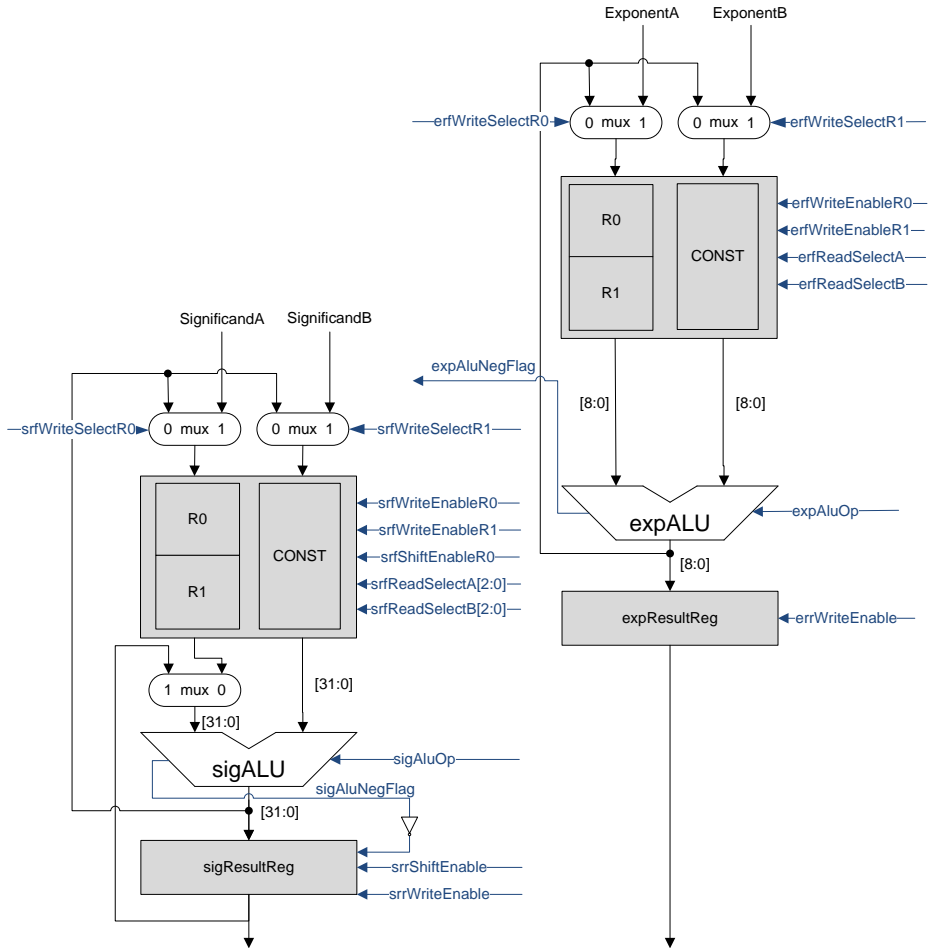 ExponentA
ExponentB
erfWriteSelectR0
0 mux 1
0 mux 1
erfWriteSelectR1
R0
R1
CONST
erfWriteEnableR0
erfWriteEnableR1
erfReadSelectA
erfReadSelectB
SignificandA
SignificandB
expAluNegFlag
[8:0]
[8:0]
srfWriteSelectR0
0 mux 1
0 mux 1
srfWriteSelectR1
R0
R1
CONST
srfWriteEnableR0
srfWriteEnableR1
srfShiftEnableR0
srfReadSelectA[2:0]
srfReadSelectB[2:0]
expALU
expAluOp
[8:0]
expResultReg
errWriteEnable
1 mux 0
[31:0]
[31:0]
sigALU
sigAluOp
sigAluNegFlag
[31:0]
sigResultReg
srrShiftEnable
srrWriteEnable